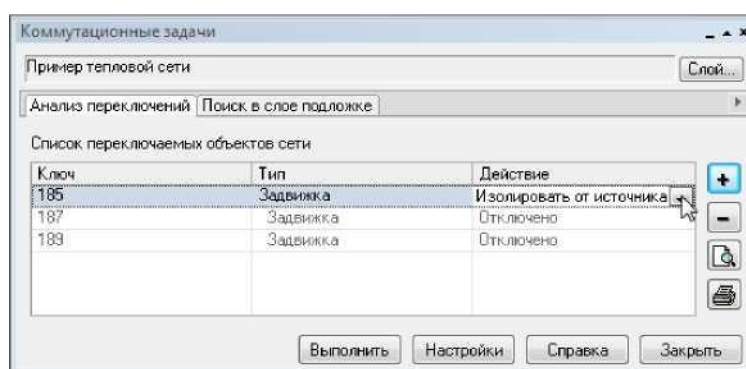 Коммутационные задачи
Пример тепловой сети Слой...
Анализ переключений Поиск в слое подложке
Список переключаемых объектов сети
Ключ Тип Действие
185 Задвижка Изолировать от источника
187 Задвижка Отключено
189 Задвижка Отключено
Выполнить Настройки Справка Закрыть